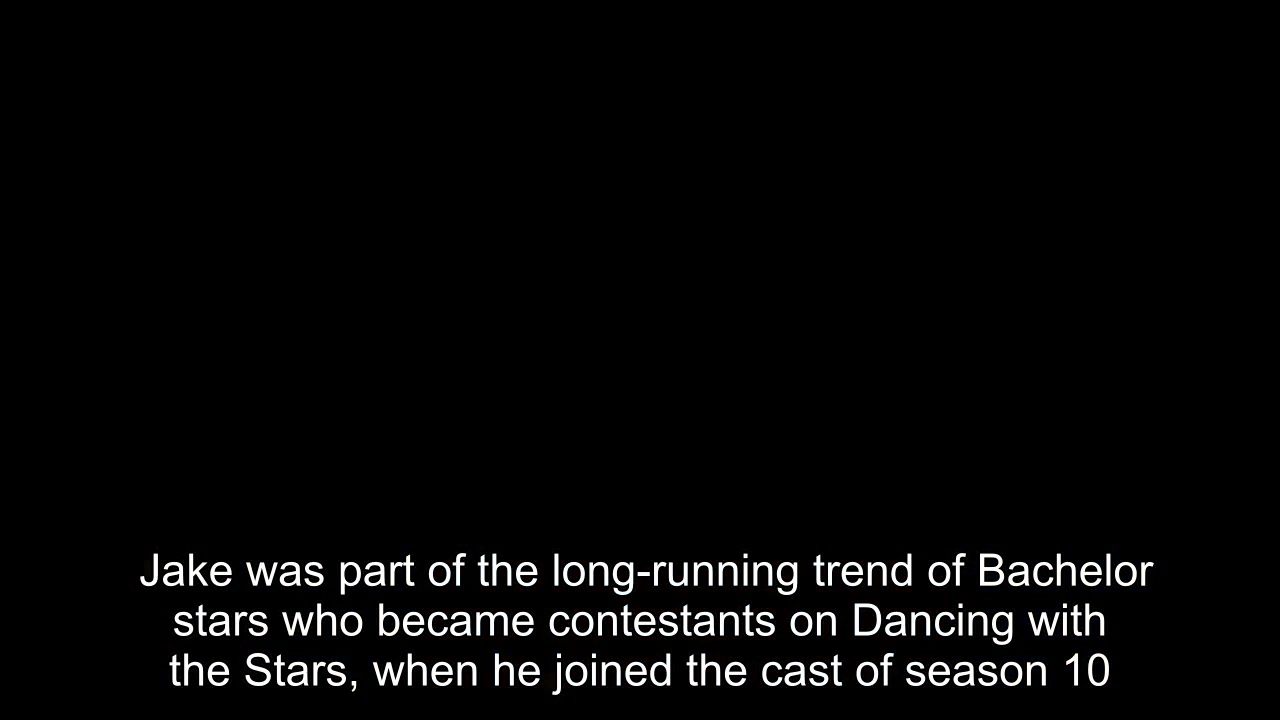 Jake was part of the long-running trend of Bachelor
stars who became contestants on Dancing with
the Stars, when he joined the cast of season 10